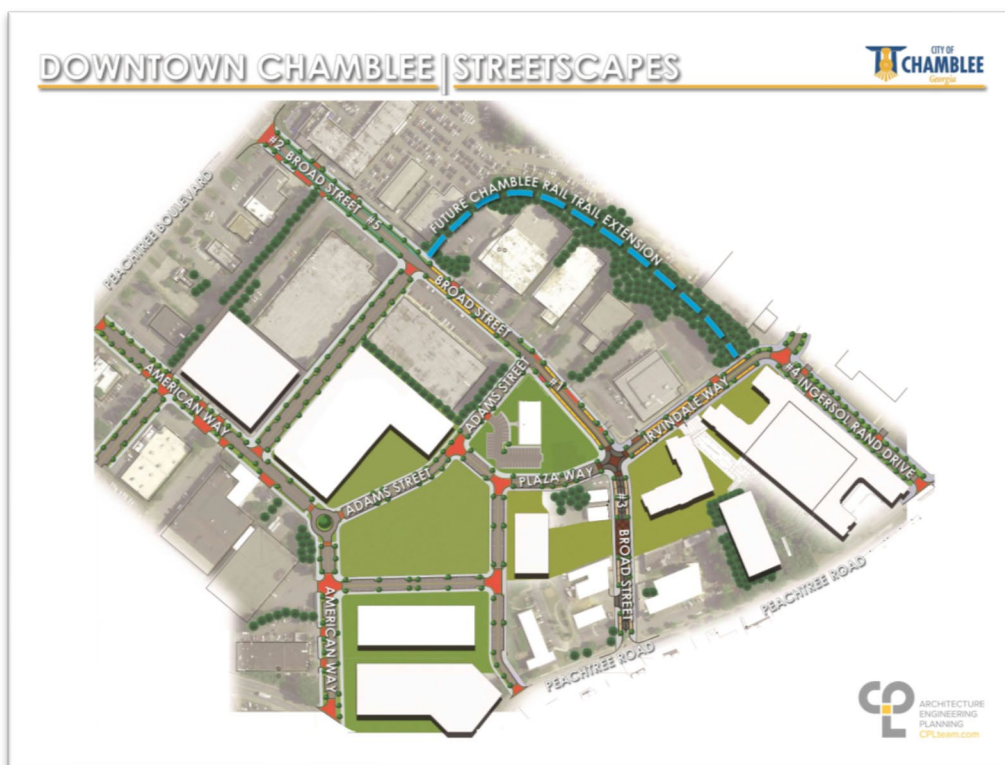 DOWNTOWN CHAMBLEE | STREETSCAPES
CITY OF
CHAMBLEE
Georgia
#2 BROAD STREET #5
PEACHTREE BOULEVARD
FUTURE CHAMBLEE RAIL TRAIL EXTENSION
BROAD STREET
#1
AMERICAN WAY
ADAMS STREET
IRVINDALE WAY
#4 INGERSOL RAND DRIVE
ADAMS STREET
PLAZA WAY
#3
BROAD STREET
AMERICAN WAY
PEACHTREE ROAD
PEACHTREE ROAD
CPL
ARCHITECTURE
ENGINEERING
PLANNING
CPLteam.com